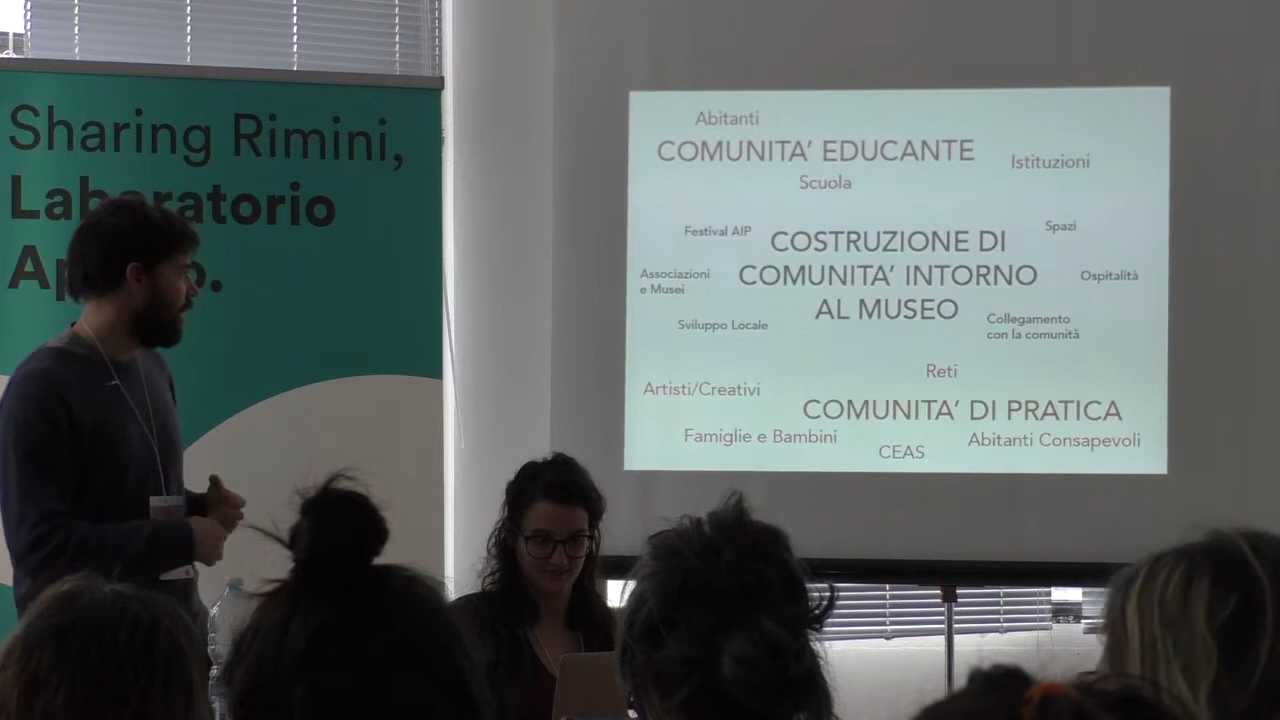 Sharing Rimini,
Laboratorio
Abitanti
COMUNITA’ EDUCANTE
Istituzioni
Scuola
Festival AIP
Spazi
COSTRUZIONE DI
COMUNITA’ INTORNO
AL MUSEO
Associazioni
e Musei
Ospitalità
Sviluppo Locale
Collegamento
con la comunità
Reti
Artisti/Creativi
COMUNITA’ DI PRATICA
Famiglie e Bambini
CEAS
Abitanti Consapevoli